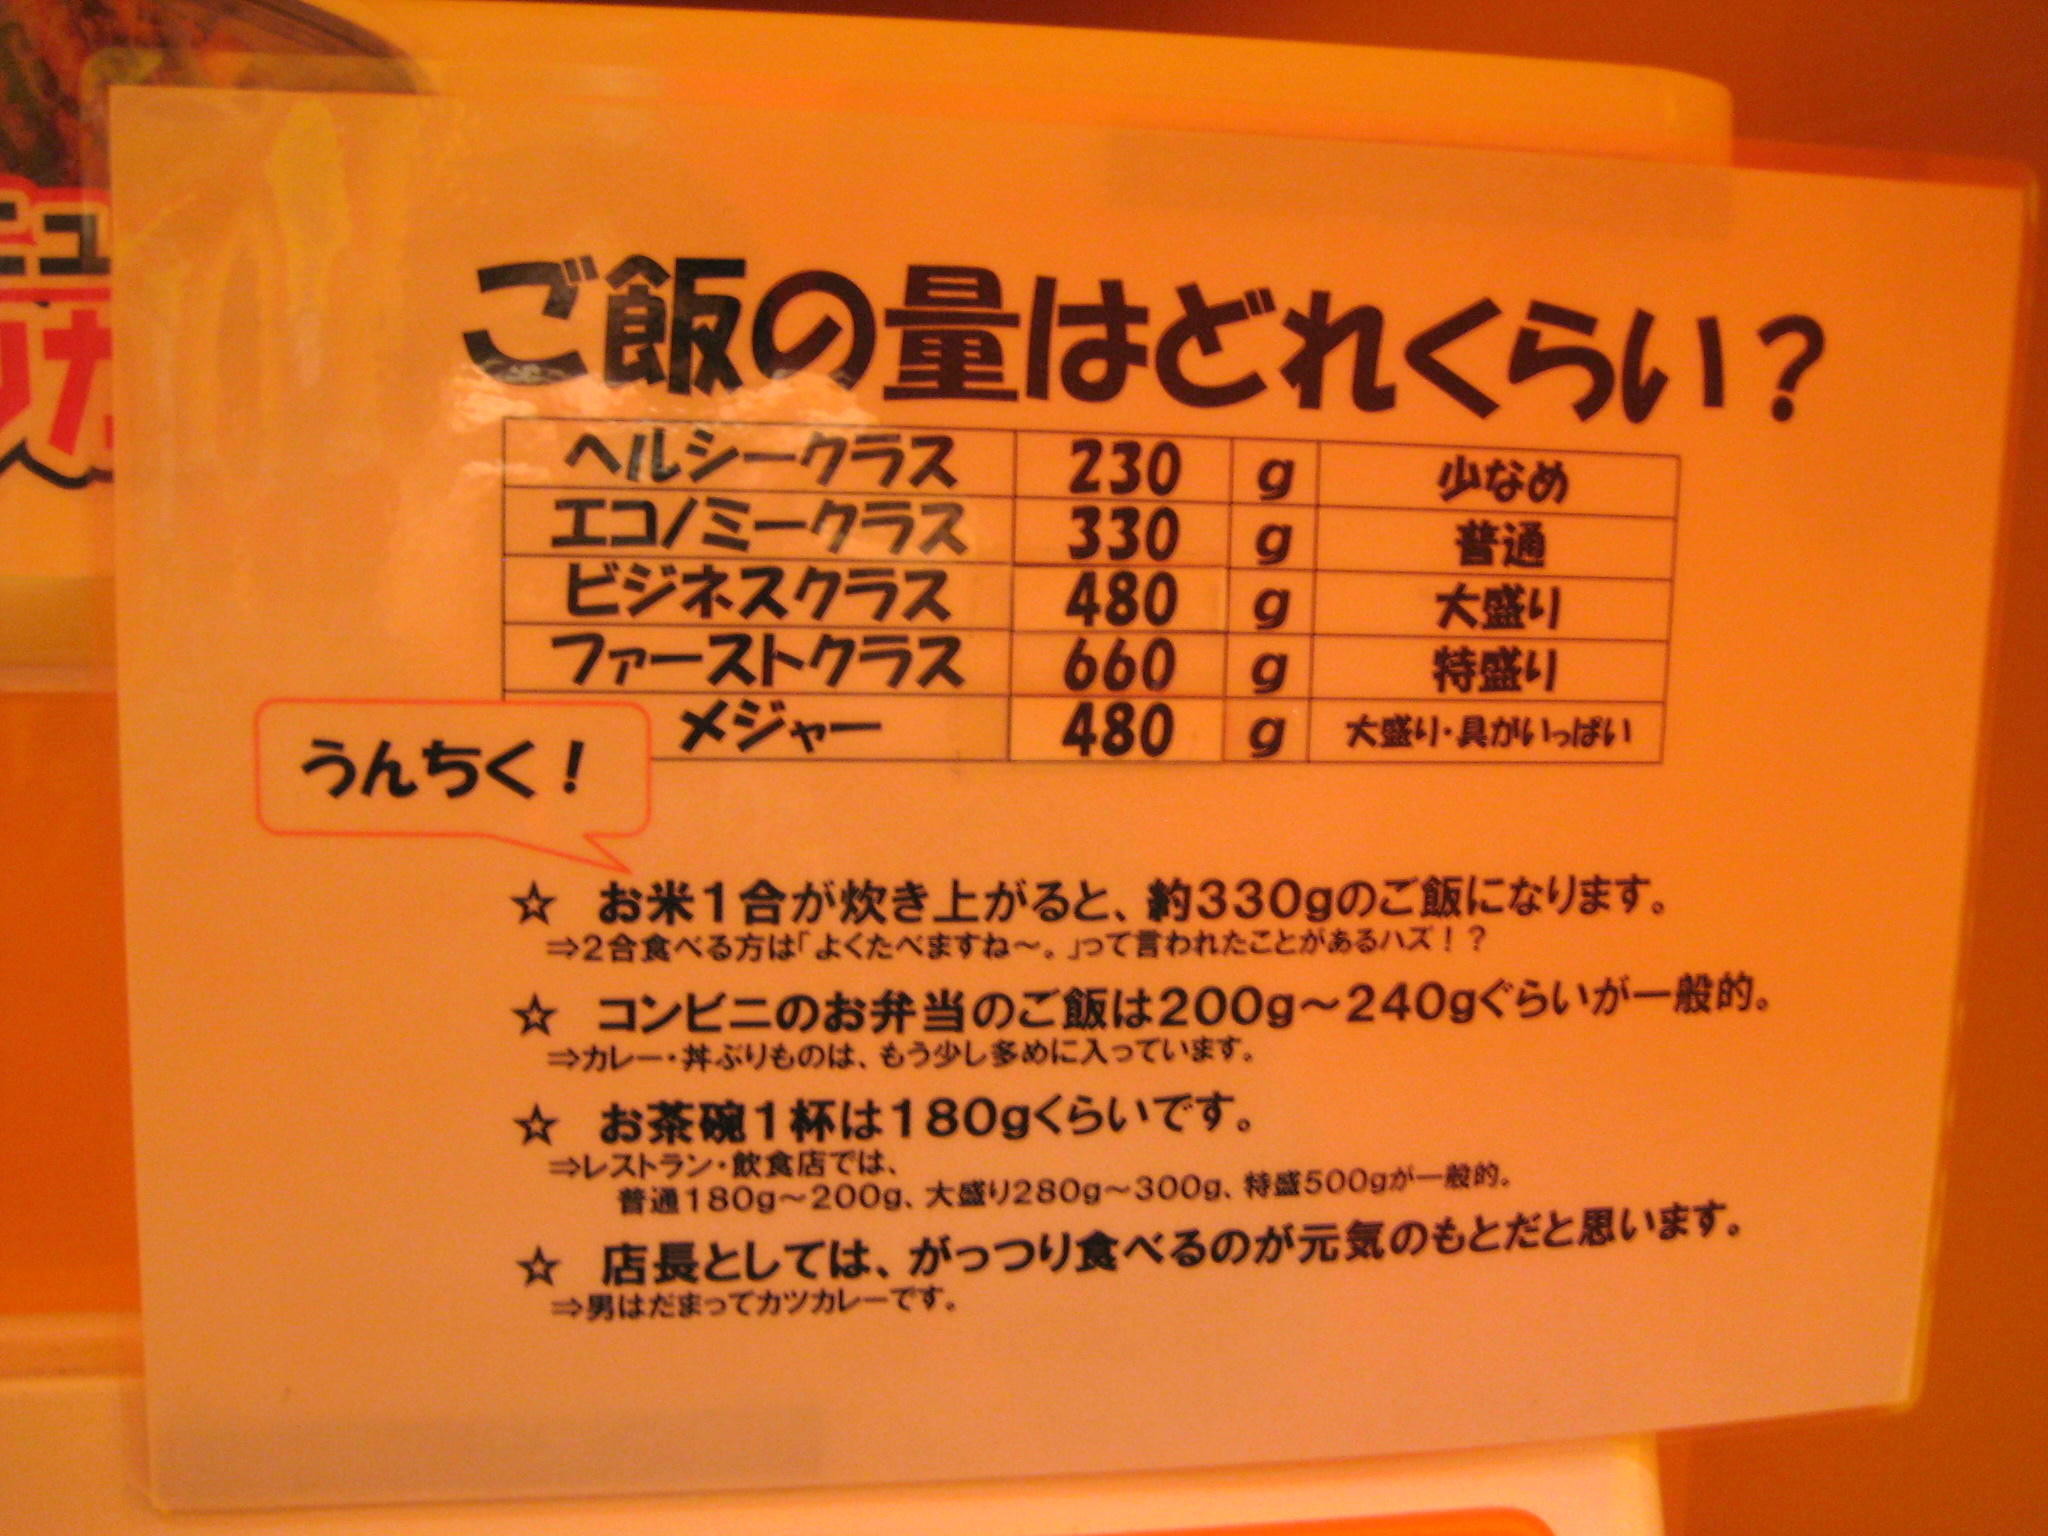 ご飯の量はどれくらい？
ヘルシークラス 230 g 少なめ
エコノミークラス 330 g 普通
ビジネスクラス 480 g 大盛り
ファーストクラス 660 g 特盛り
メジャー 480 g 大盛り・具がいっぱい
うんちく！
☆ お米１合が炊き上がると、約３３０ｇのご飯になります。
⇒２合食べる方は「よくたべますね～。」って言われたことがあるハズ！？
☆ コンビニのお弁当のご飯は２００ｇ～２４０ｇぐらいが一般的。
⇒カレー・丼ぶりものは、もう少し多めに入っています。
☆ お茶碗１杯は１８０ｇくらいです。
⇒レストラン・飲食店では、
普通１８０ｇ～２００ｇ、大盛り２８０ｇ～３００ｇ、特盛５００ｇが一般的。
☆ 店長としては、がっつり食べるのが元気のもとだと思います。
⇒男はだまってカツカレーです。